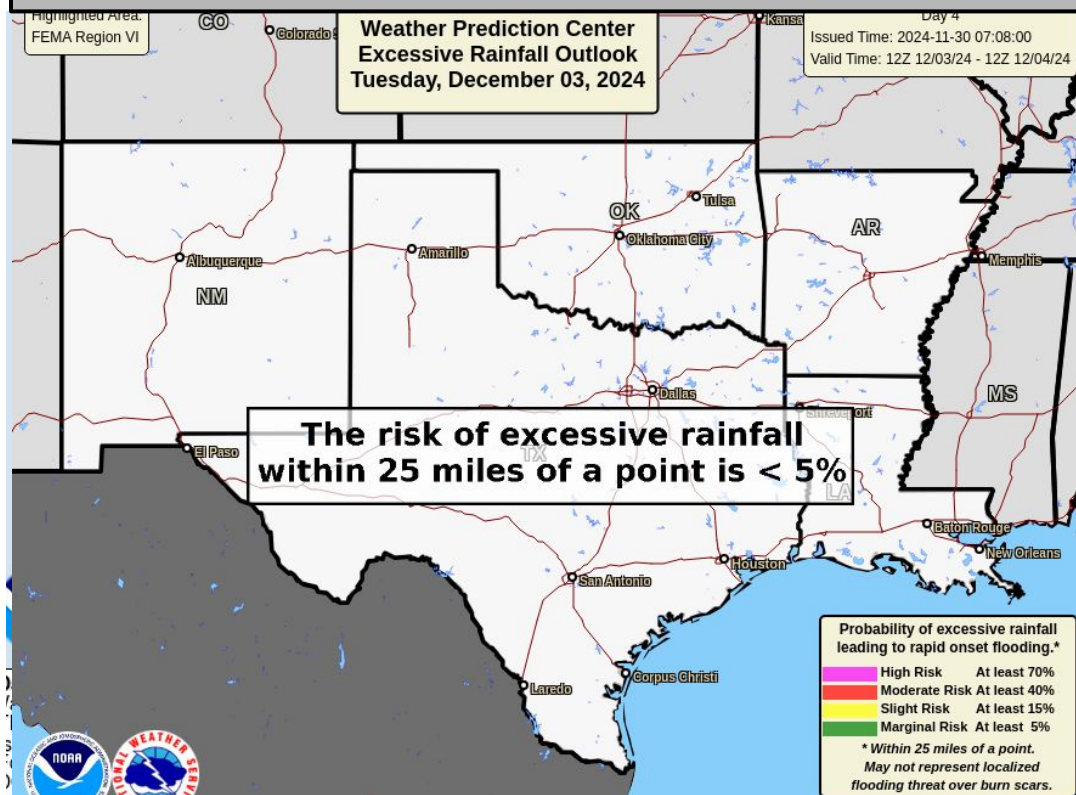 Highlighted Area:
FEMA Region VI
Weather Prediction Center
Excessive Rainfall Outlook
Tuesday, December 03, 2024
Day 4
Issued Time: 2024-11-30 07:08:00
Valid Time: 12Z 12/03/24 - 12Z 12/04/24
CO
Colorado
Kansa
Tulsa
OK
Oklahoma City
AR
Amarillo
Albuquerque
Memphis
NM
Dallas
MS
Shreveport
The risk of excessive rainfall
within 25 miles of a point is < 5%
El Paso
TX
LA
Baton Rouge
New Orleans
Houston
San Antonio
Corpus Christi
Laredo
Probability of excessive rainfall
leading to rapid onset flooding.*
High Risk At least 70%
Moderate Risk At least 40%
Slight Risk At least 15%
Marginal Risk At least 5%
* Within 25 miles of a point.
May not represent localized
flooding threat over burn scars.
NOAA
WEATHER